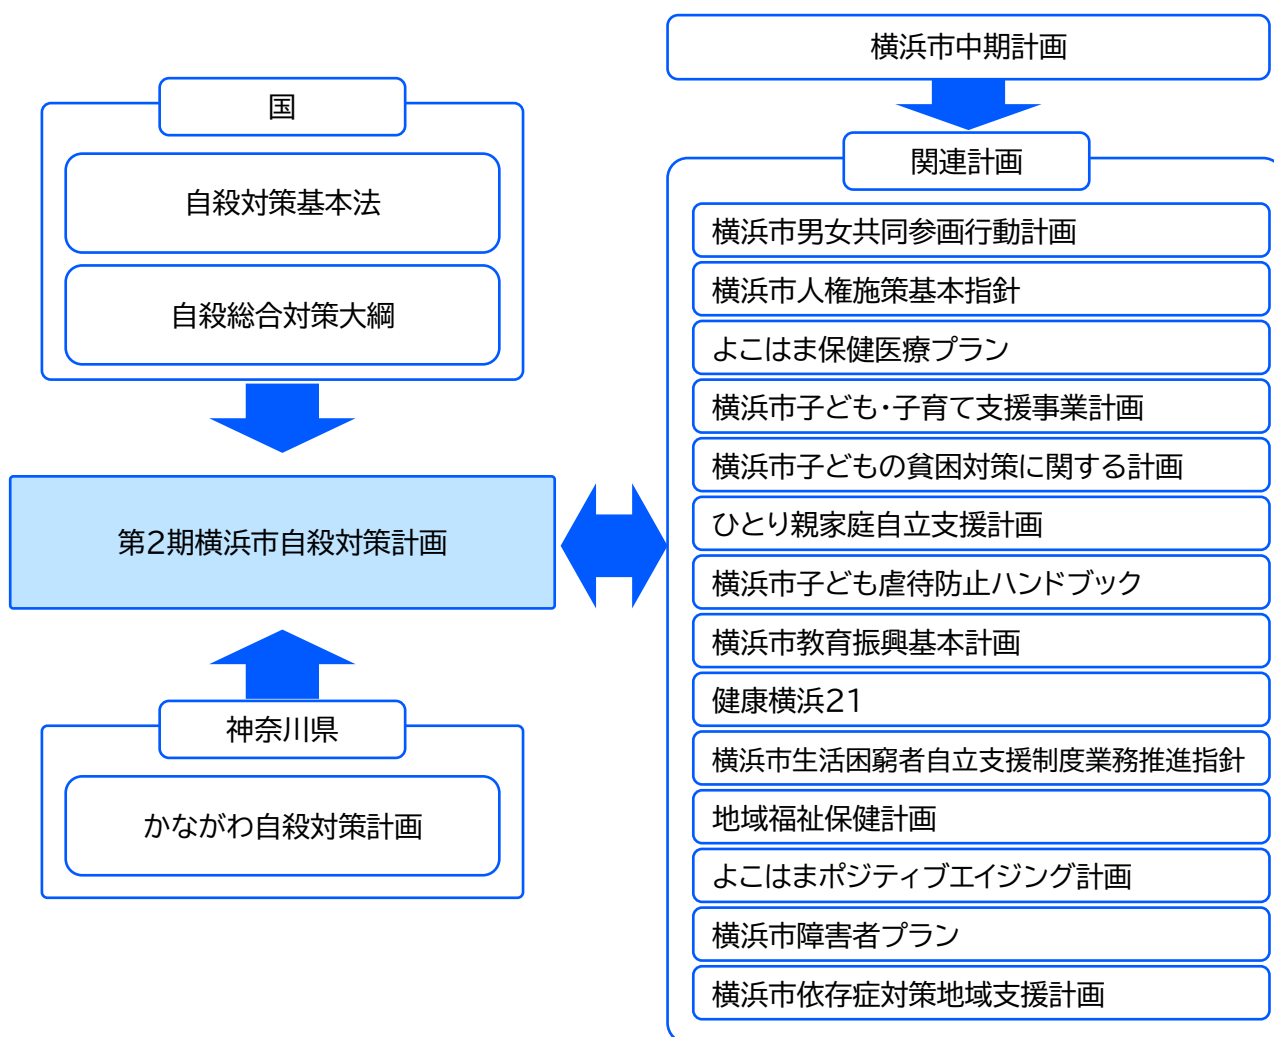 国
自殺対策基本法
自殺総合対策大綱
第2期横浜市自殺対策計画
神奈川県
かながわ自殺対策計画
横浜市中期計画
関連計画
横浜市男女共同参画行動計画
横浜市人権施策基本指針
よこはま保健医療プラン
横浜市子ども・子育て支援事業計画
横浜市子どもの貧困対策に関する計画
ひとり親家庭自立支援計画
横浜市子ども虐待防止ハンドブック
横浜市教育振興基本計画
健康横浜21
横浜市生活困窮者自立支援制度業務推進指針
地域福祉保健計画
よこはまポジティブエイジング計画
横浜市障害者プラン
横浜市依存症対策地域支援計画